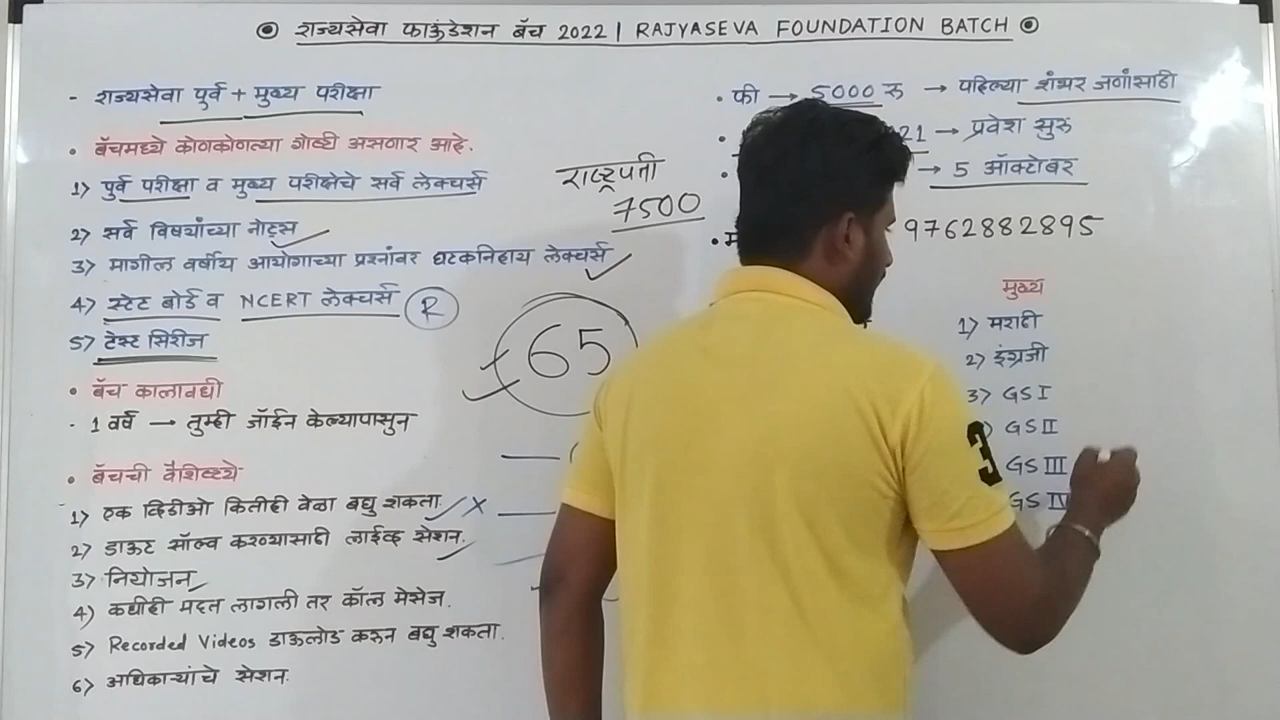 राज्यसेवा फाऊंडेशन बॅच 2022 | RAJYASEVA FOUNDATION BATCH
- राज्यसेवा पुर्व + मुख्य परीक्षा
• बॅचमध्ये कोणकोणत्या गोष्टी असणार आहे.
1) पुर्व परीक्षा व मुख्य परीक्षेचे सर्व लेक्चर्स
2) सर्व विषयांच्या नोट्स
3) मागील वर्षीय आयोगाच्या प्रश्नांवर घटकनिहाय लेक्चर्स
4) स्टेट बोर्ड व NCERT लेक्चर्स R
5) टेस्ट सिरिज
• बॅच कालावधी
- 1 वर्ष → तुम्ही जॉईन केल्यापासुन
• बॅचची वैशिष्ट्ये
1) एक व्हिडीओ कितीही वेळा बघु शकता. X
2) डाऊट सॉल्व करण्यासाठी लाईव्ह सेशन.
3) नियोजन
4) कधीही मदत लागली तर कॉल मेसेज.
5) Recorded Videos डाऊलोड करुन बघु शकता.
6) अधिकाऱ्यांचे सेशन.
राष्ट्रपती
7500
65
• फी → 5000 रु → पहिल्या शंभर जणांसाठी
21 → प्रवेश सुरु
→ 5 ऑक्टोबर
9762882895
मुख्य
1) मराठी
2) इंग्रजी
3) GS I
) GS II
GS III
GS IV
3